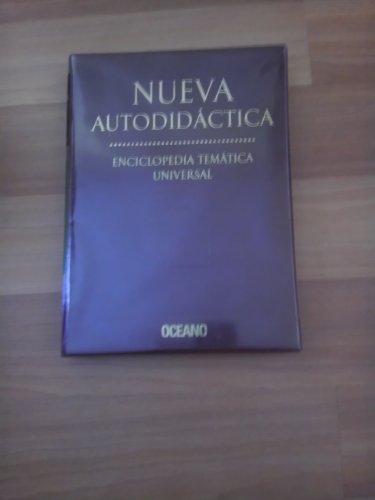 NUEVA
AUTODIDÁCTICA
ENCICLOPEDIA TEMÁTICA
UNIVERSAL
OCEANO